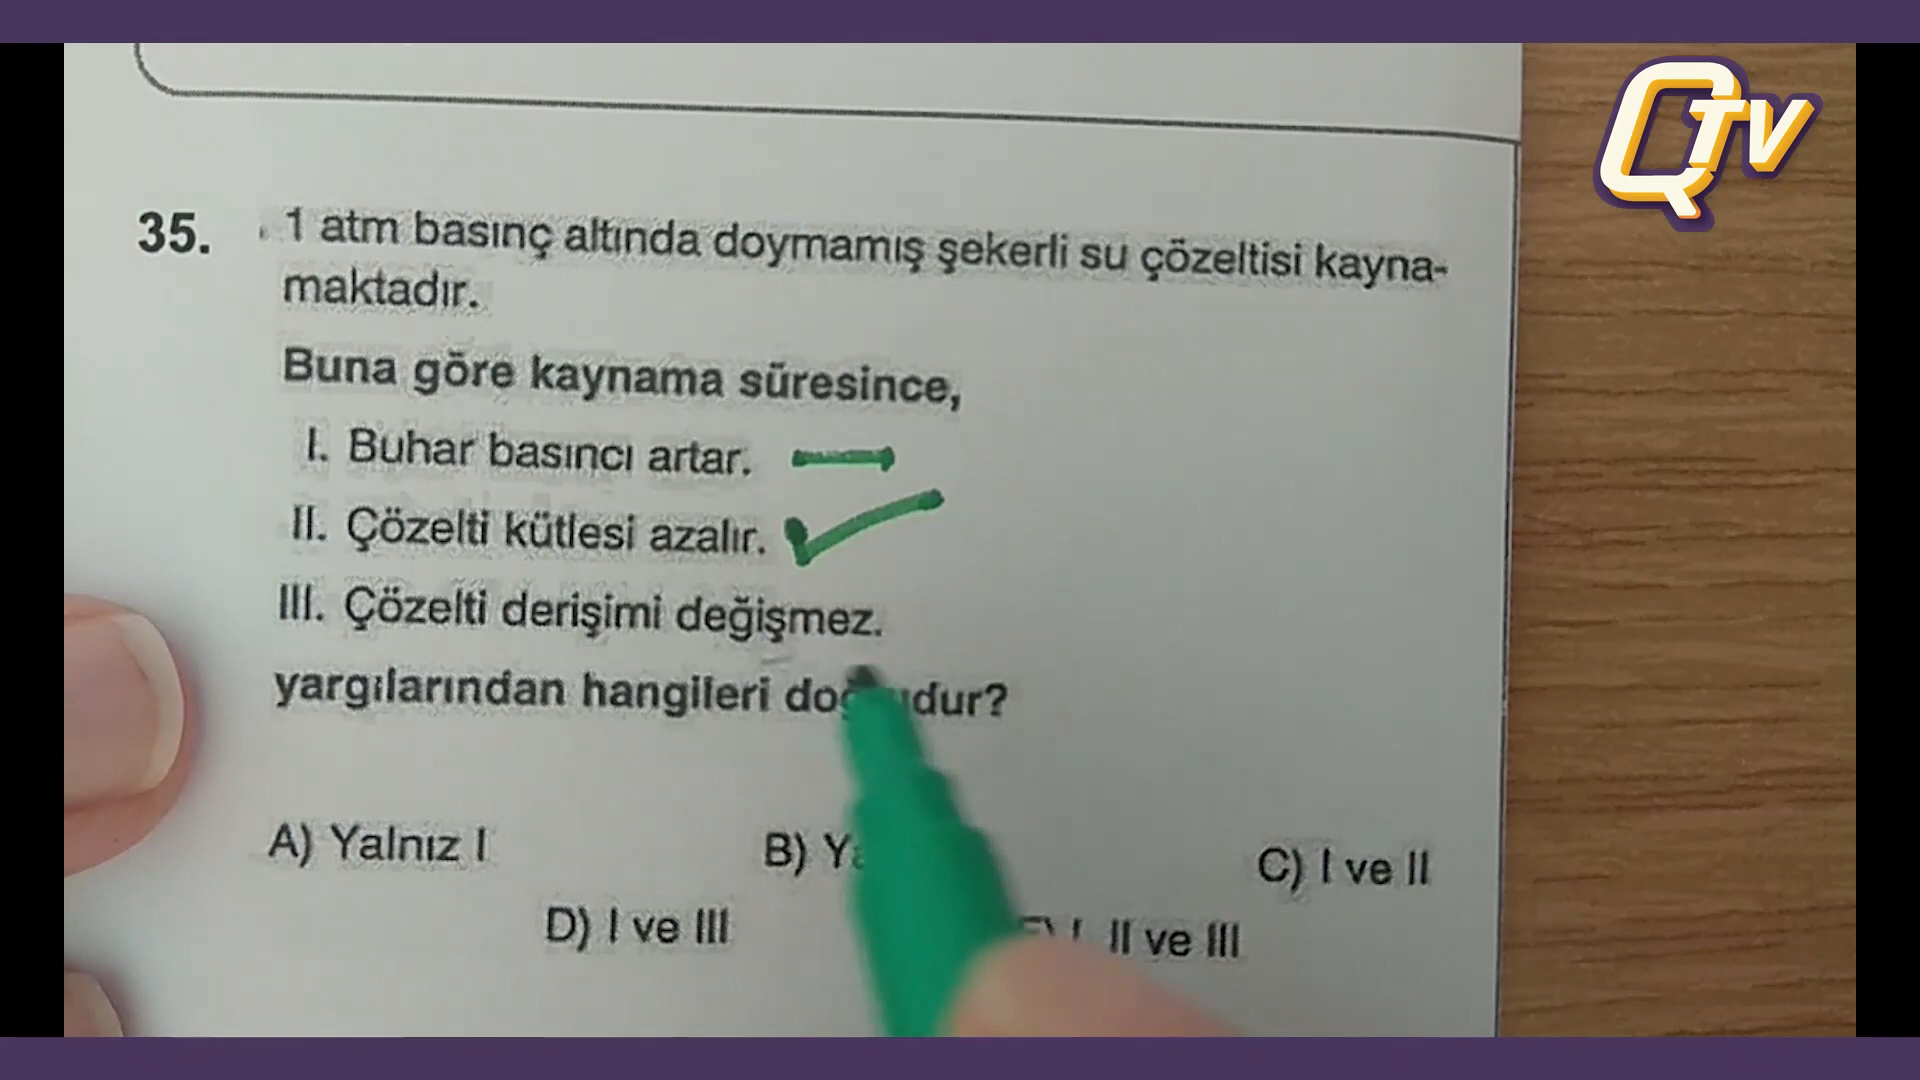 QTV
35. 1 atm basınç altında doymamış şekerli su çözeltisi kayna-
maktadır.
Buna göre kaynama süresince,
I. Buhar basıncı artar.
II. Çözelti kütlesi azalır.
III. Çözelti derişimi değişmez.
yargılarından hangileri
A) Yalnız I B) C) I ve II
D) I ve III II ve III